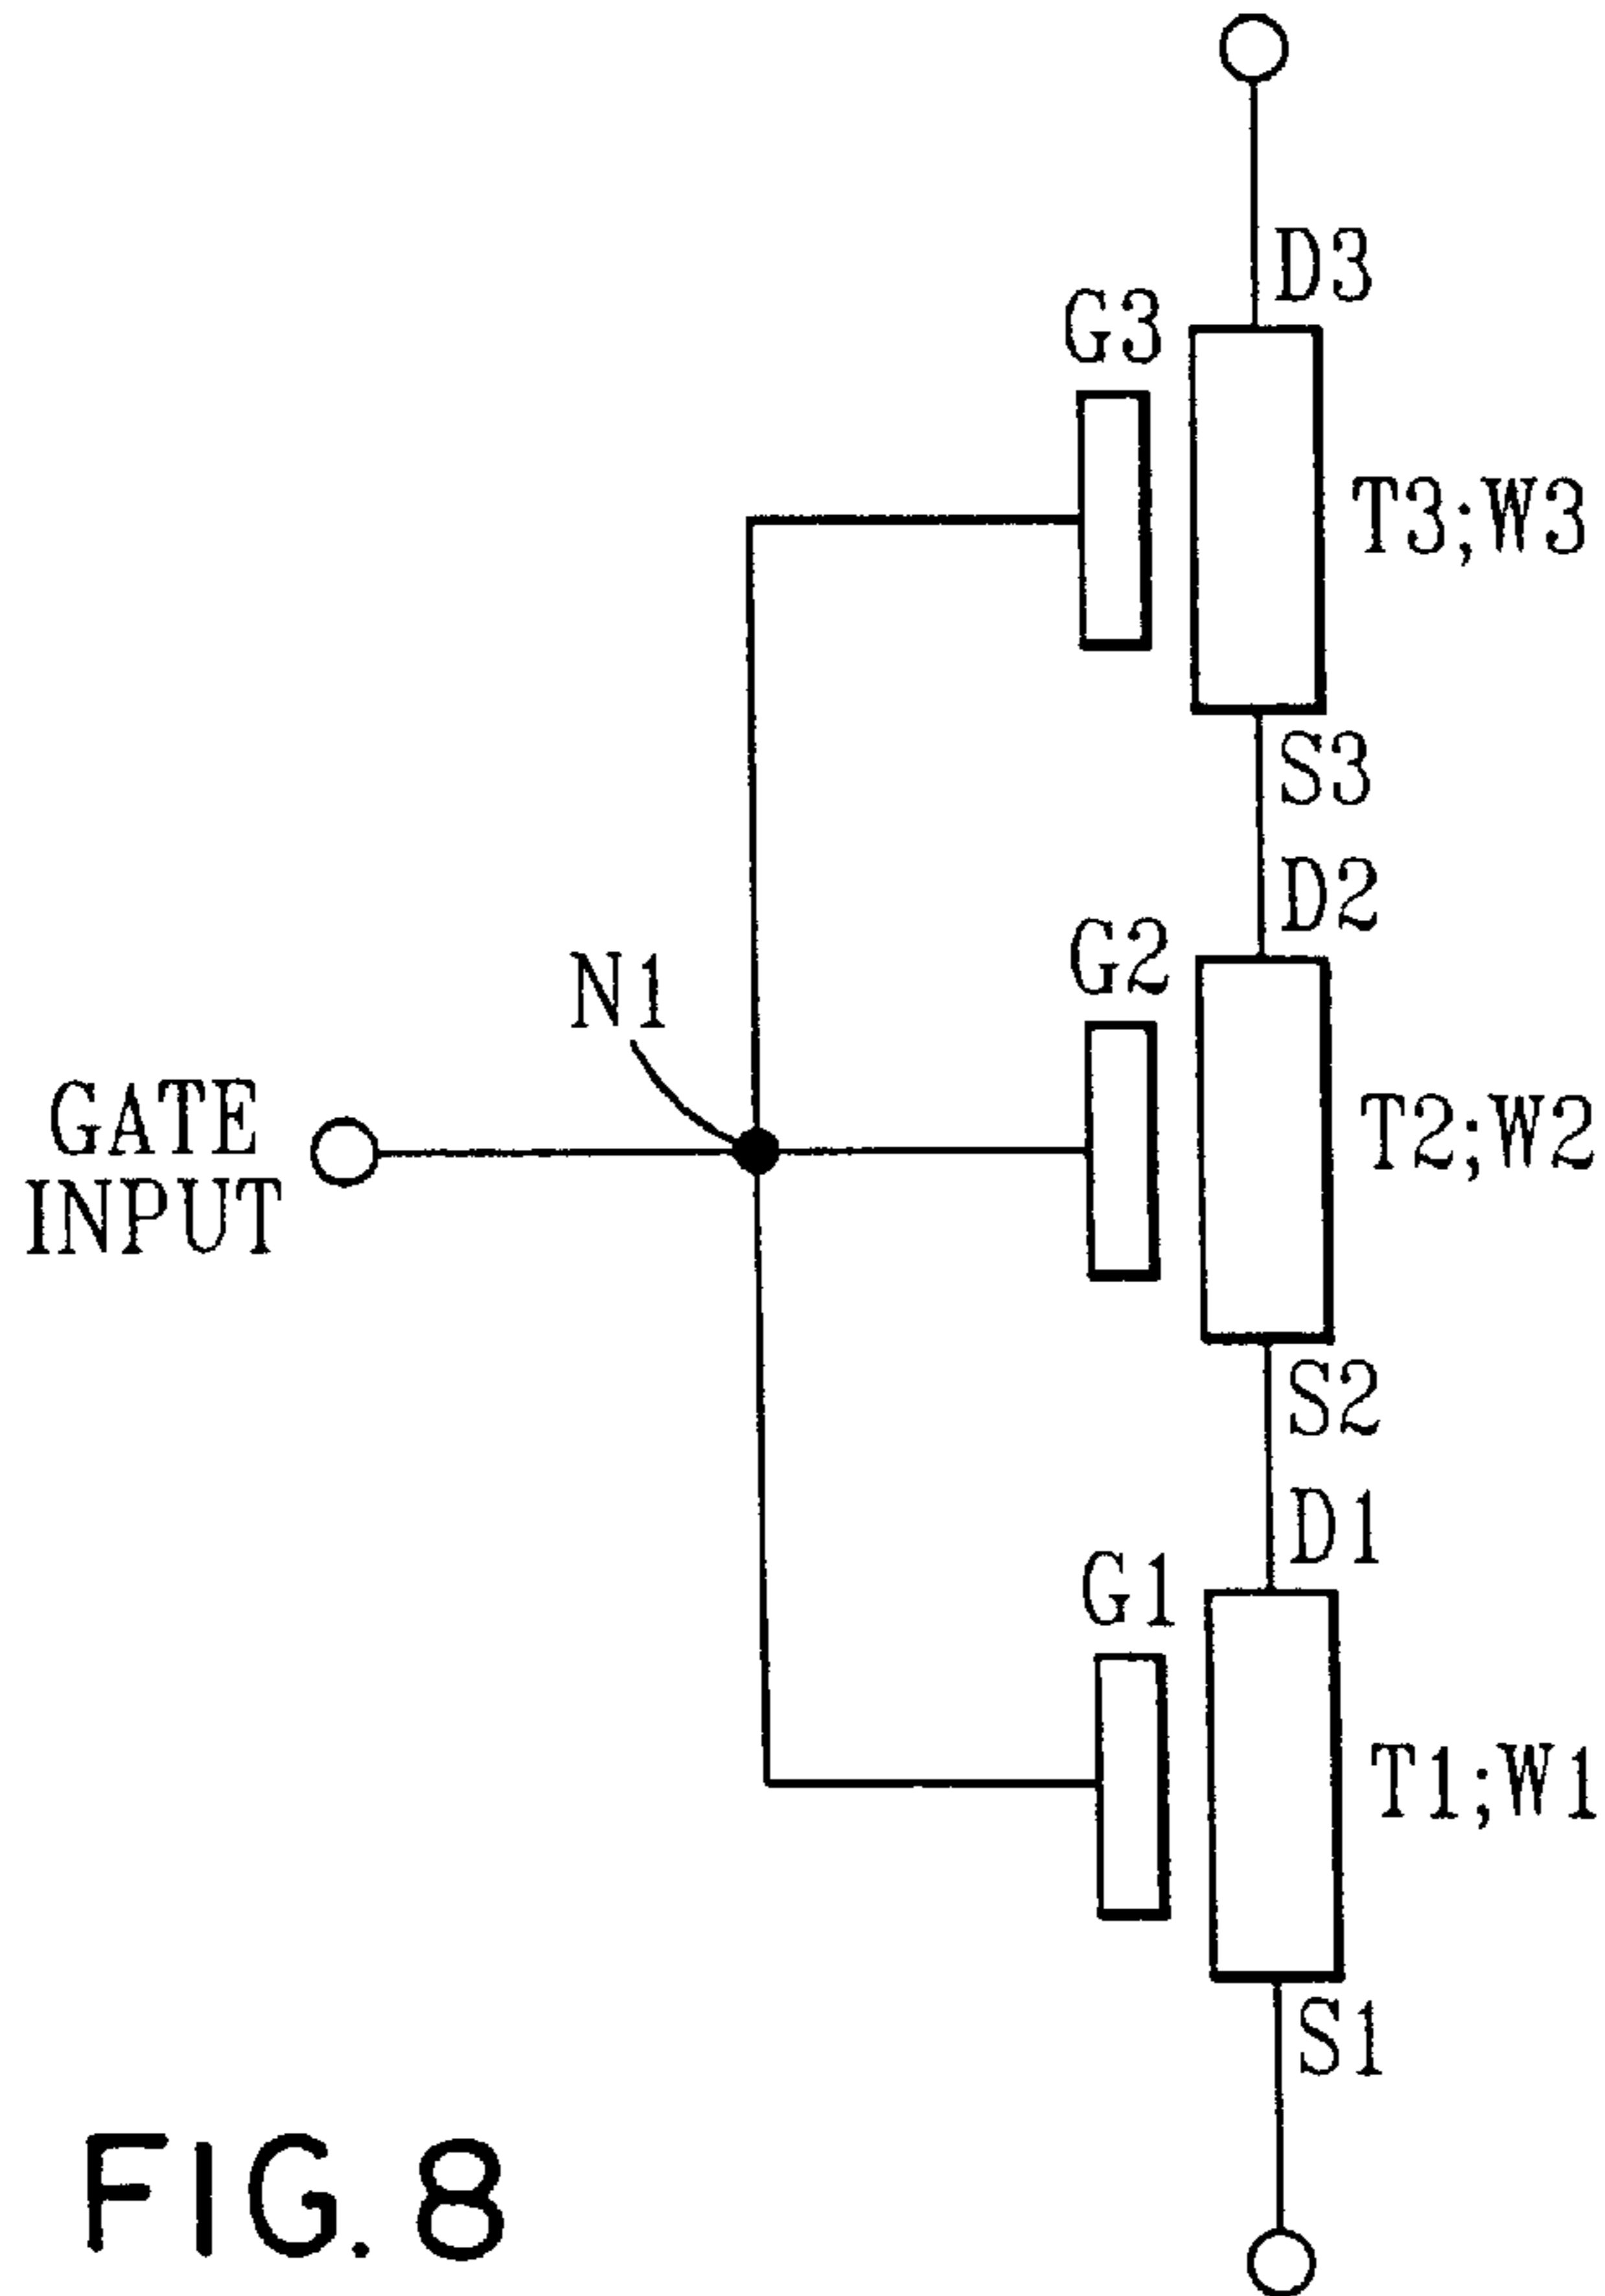 D3
G3
T3;W3
S3
D2
G2
N1
GATE
INPUT
T2;W2
S2
D1
G1
T1;W1
S1
FIG. 8